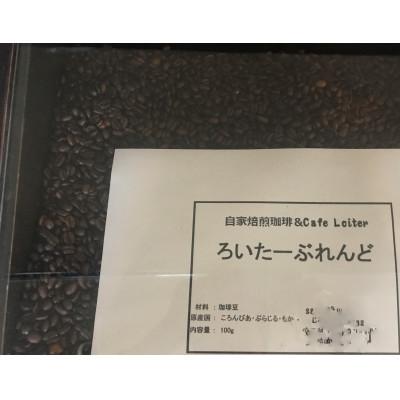 自家焙煎珈琲&Cafe Loiter
ろいたーぶれんど
材料：珈琲豆
原産国：ころんびあ・ぶらじる・もか・
内容量：100g